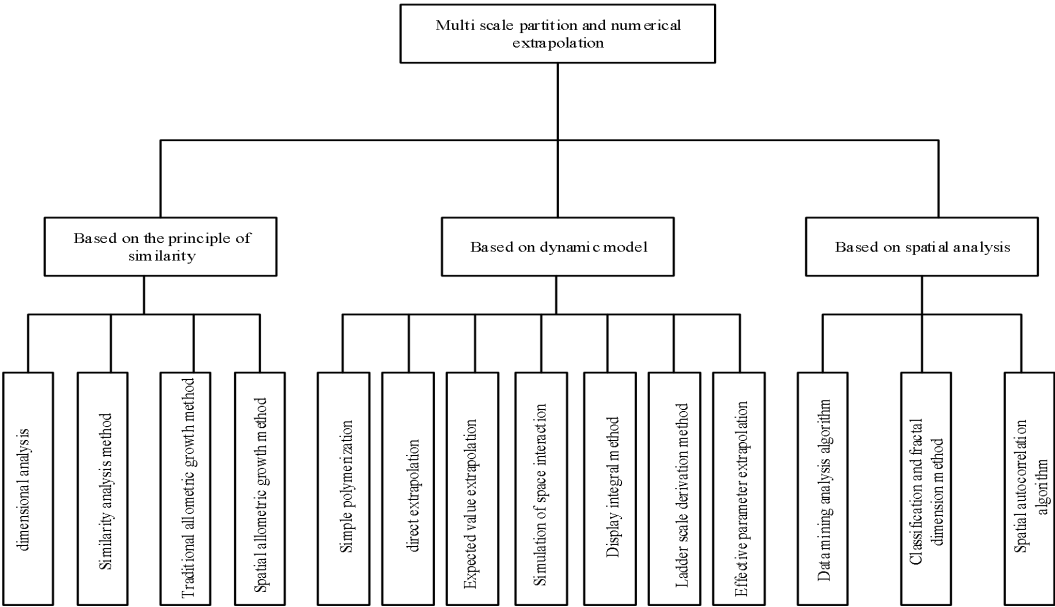 Multi scale partition and numerical
extrapolation
Based on the principle of
similarity
Based on dynamic model
Based on spatial analysis
dimensional analysis
Similarity analysis method
Traditional allometric growth method
Spatial allometric growth method
Simple polymerization
direct extrapolation
Expected value extrapolation
Simulation of space interaction
Display integral method
Ladder scale derivation method
Effective parameter extrapolation
Data mining analysis algorithm
Classification and fractal
dimension method
Spatial autocorrelation
algorithm